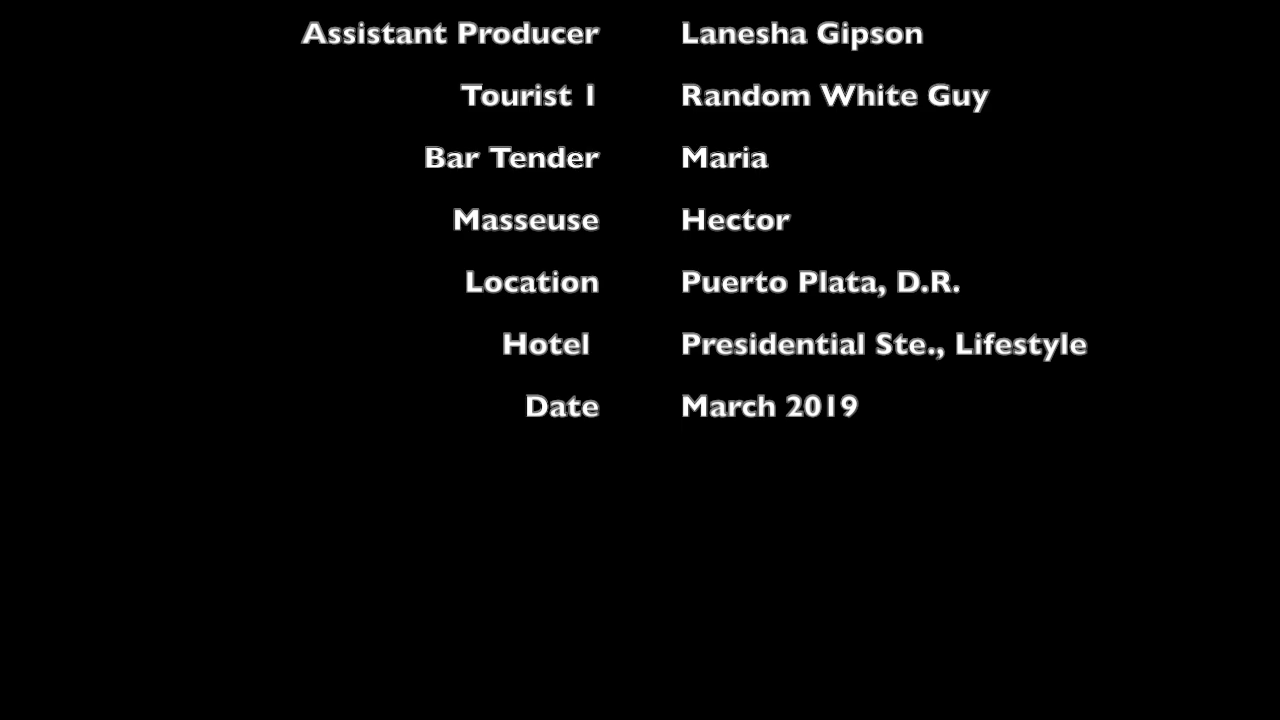 Assistant Producer Lanesha Gipson
Tourist 1 Random White Guy
Bar Tender Maria
Masseuse Hector
Location Puerto Plata, D.R.
Hotel Presidential Ste., Lifestyle
Date March 2019